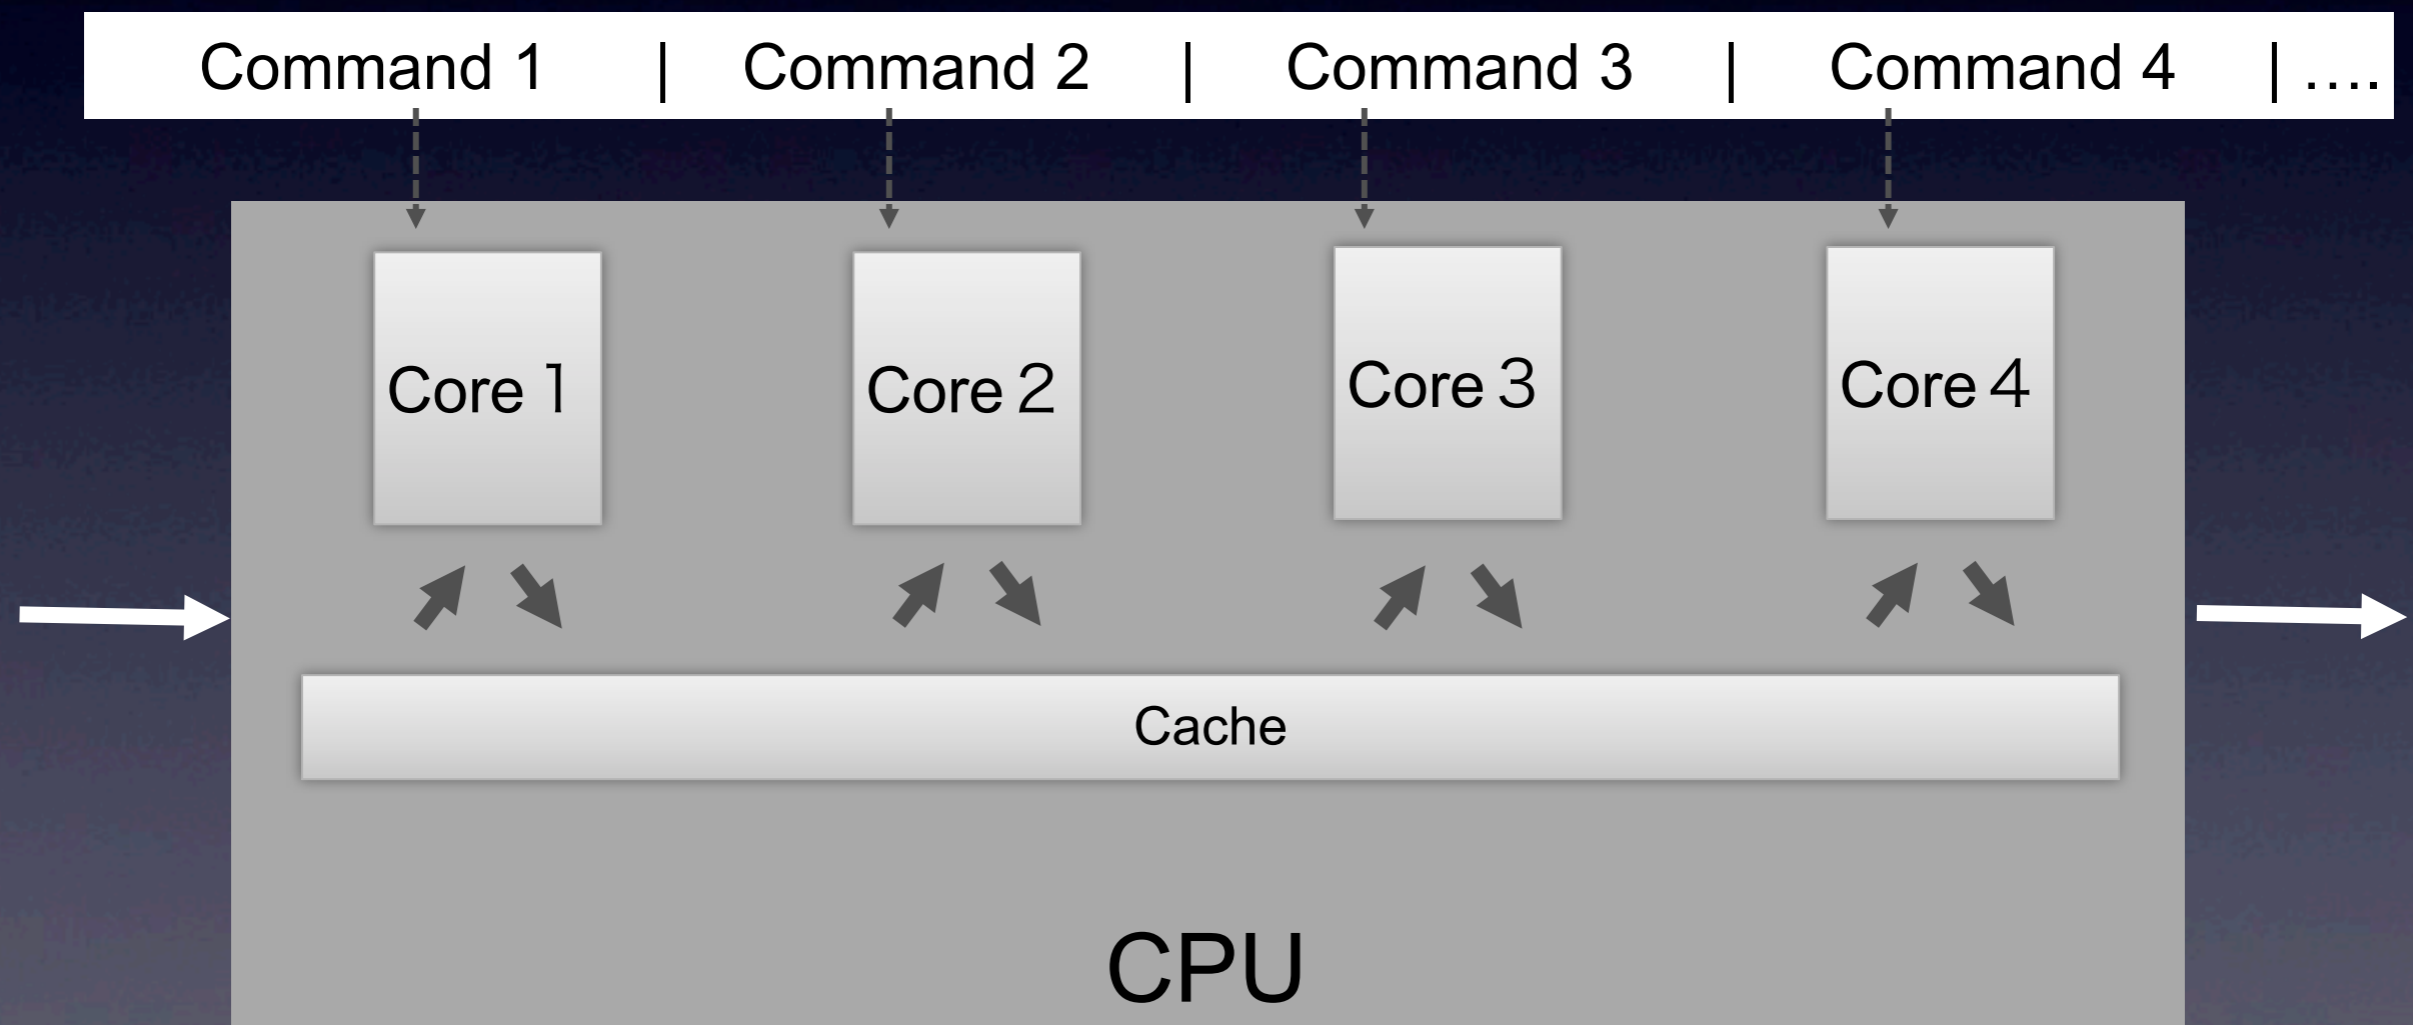 Command 1 | Command 2 | Command 3 | Command 4 | ....
Core 1
Core 2
Core 3
Core 4
Cache
CPU